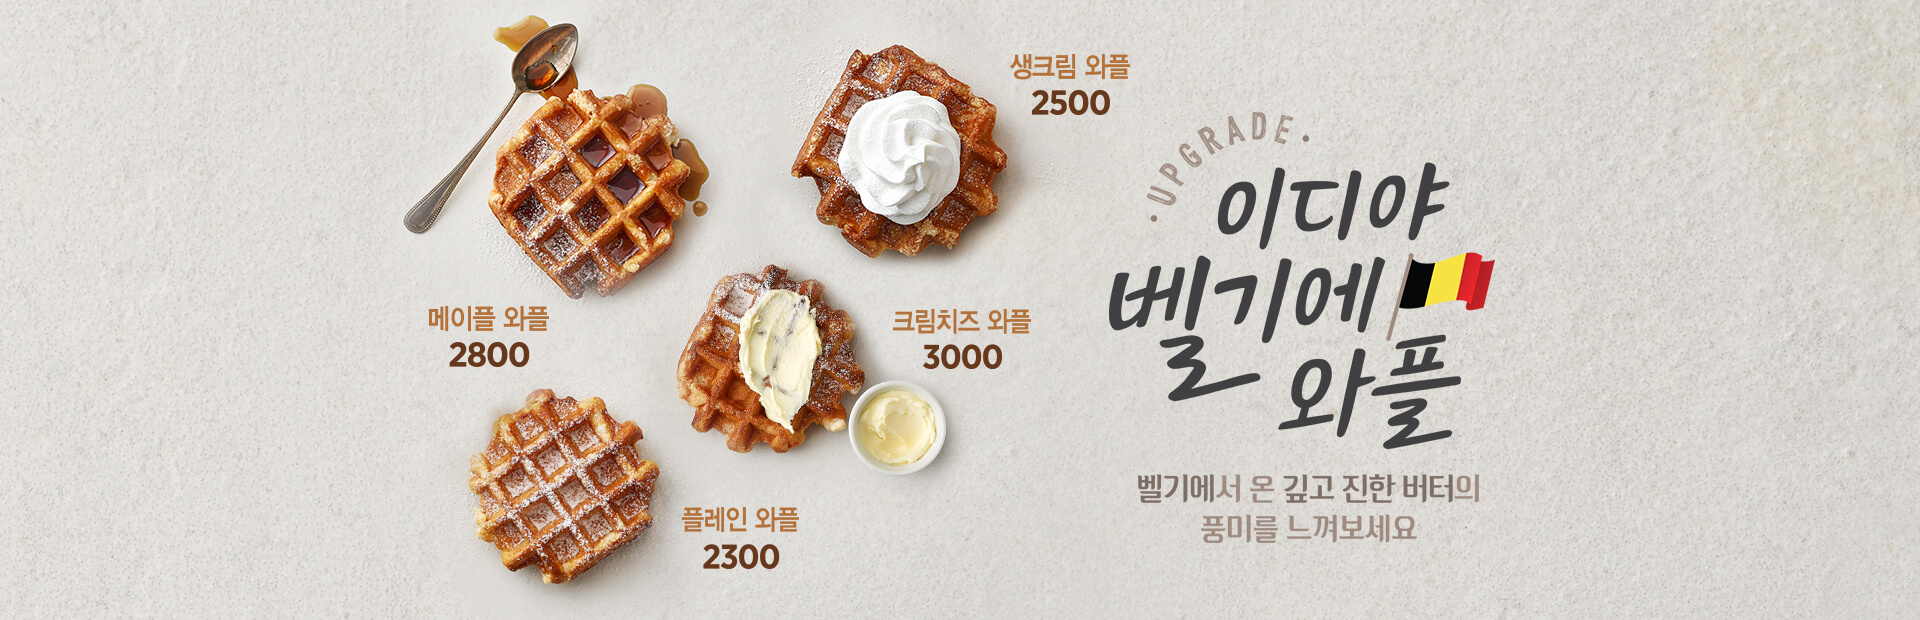 메이플 와플
2800
생크림 와플
2500
크림치즈 와플
3000
플레인 와플
2300
·UPGRADE·
이디야
벨기에
와플
벨기에서 온 깊고 진한 버터의
풍미를 느껴보세요